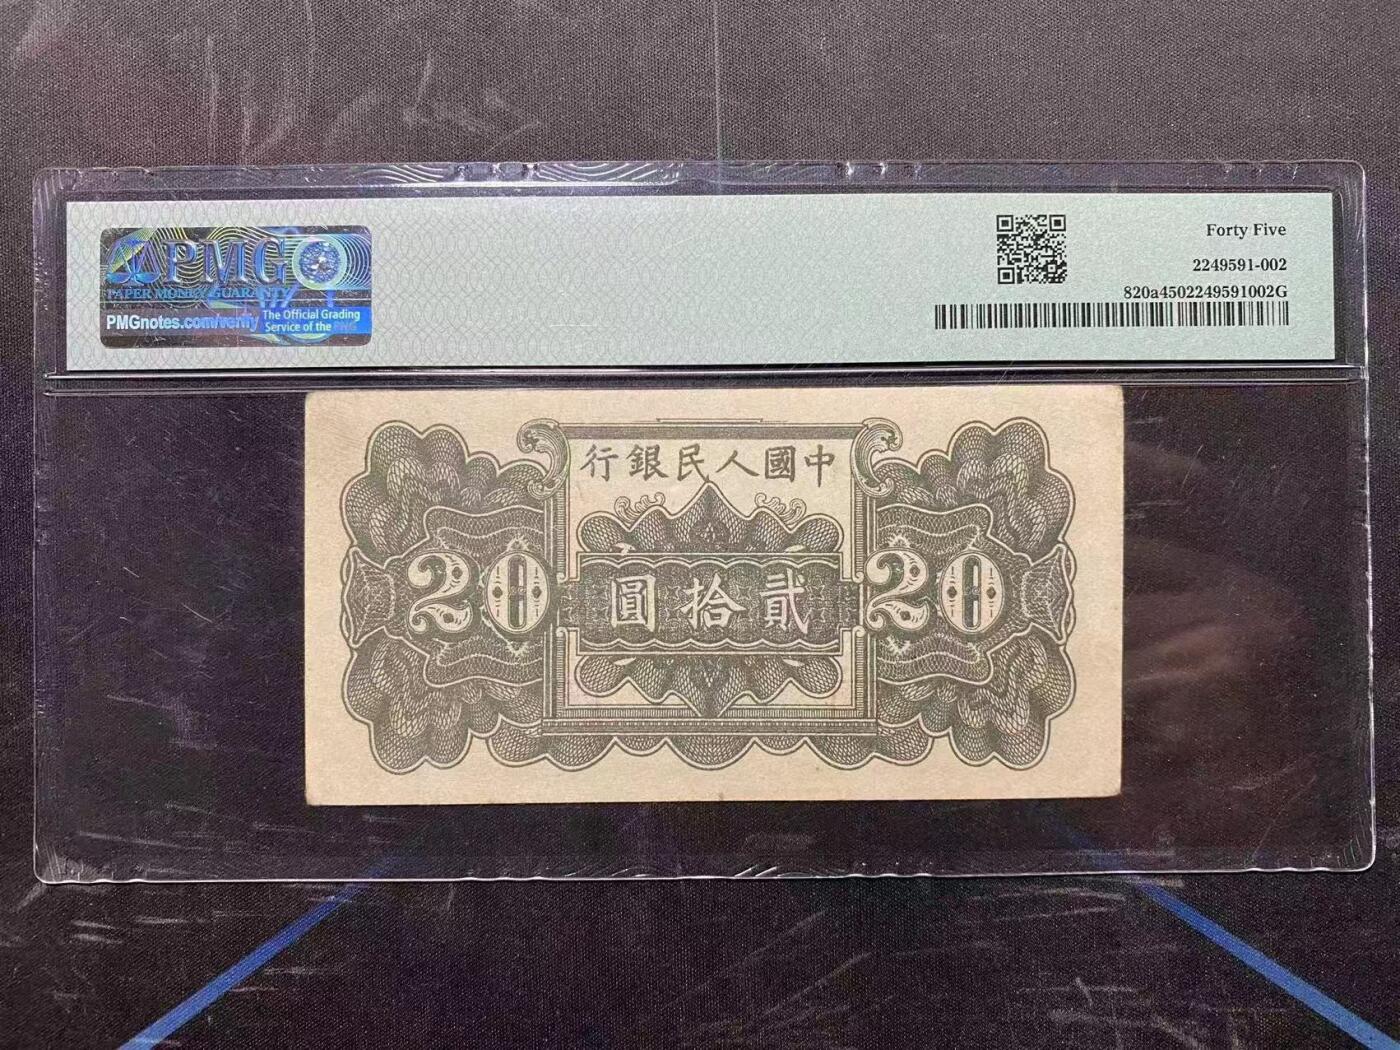 PMG
PAPER MONEY GUARANTY
PMGnotes.com/verify
The Official Grading
Service of the PNG
Forty Five
2249591-002
820a4502249591002G
行銀民人國中
20
圓拾貳
20